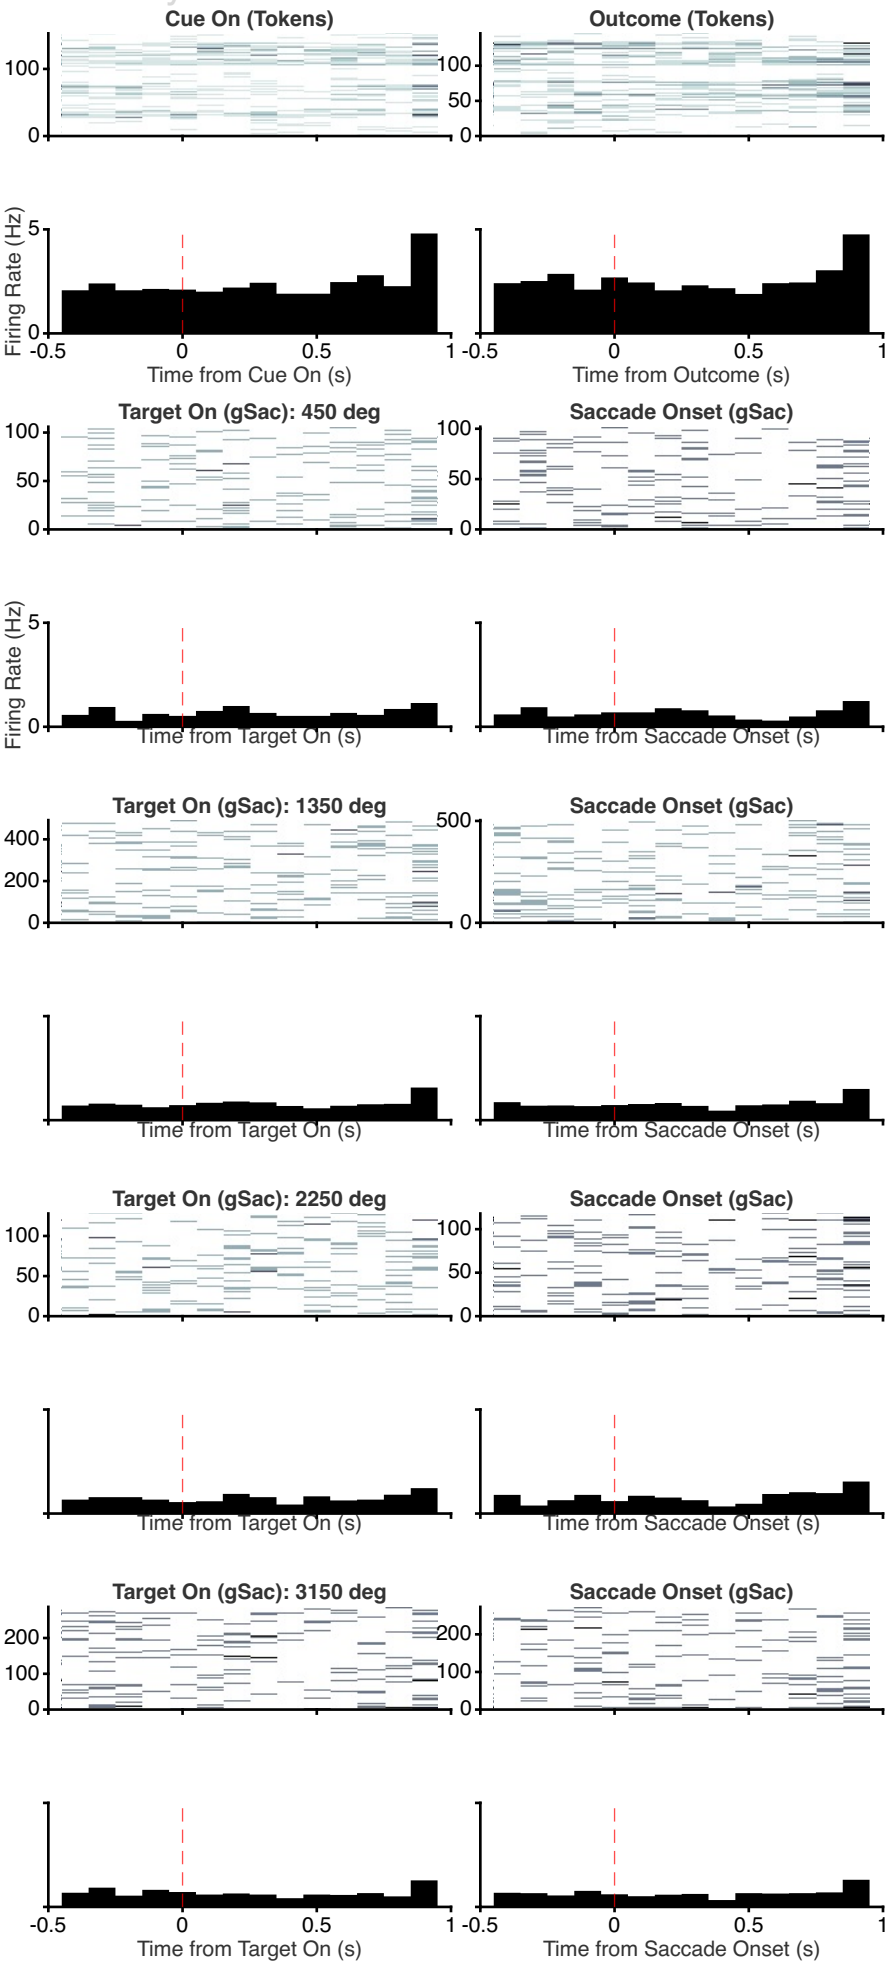 Cue On (Tokens) Outcome (Tokens)
100 100
50
0 0
Firing Rate (Hz)
5
0
-0.5 0 0.5 1 -0.5 0 0.5 1
Time from Cue On (s) Time from Outcome (s)
Target On (gSac): 450 deg Saccade Onset (gSac)
100 100
50 50
0 0
Firing Rate (Hz)
5
0
Time from Target On (s) Time from Saccade Onset (s)
Target On (gSac): 1350 deg Saccade Onset (gSac)
400 500
200
0 0
Time from Target On (s) Time from Saccade Onset (s)
Target On (gSac): 2250 deg Saccade Onset (gSac)
100 100
50 50
0 0
Time from Target On (s) Time from Saccade Onset (s)
Target On (gSac): 3150 deg Saccade Onset (gSac)
200 200
100 100
0 0
-0.5 0 0.5 1 -0.5 0 0.5 1
Time from Target On (s) Time from Saccade Onset (s)